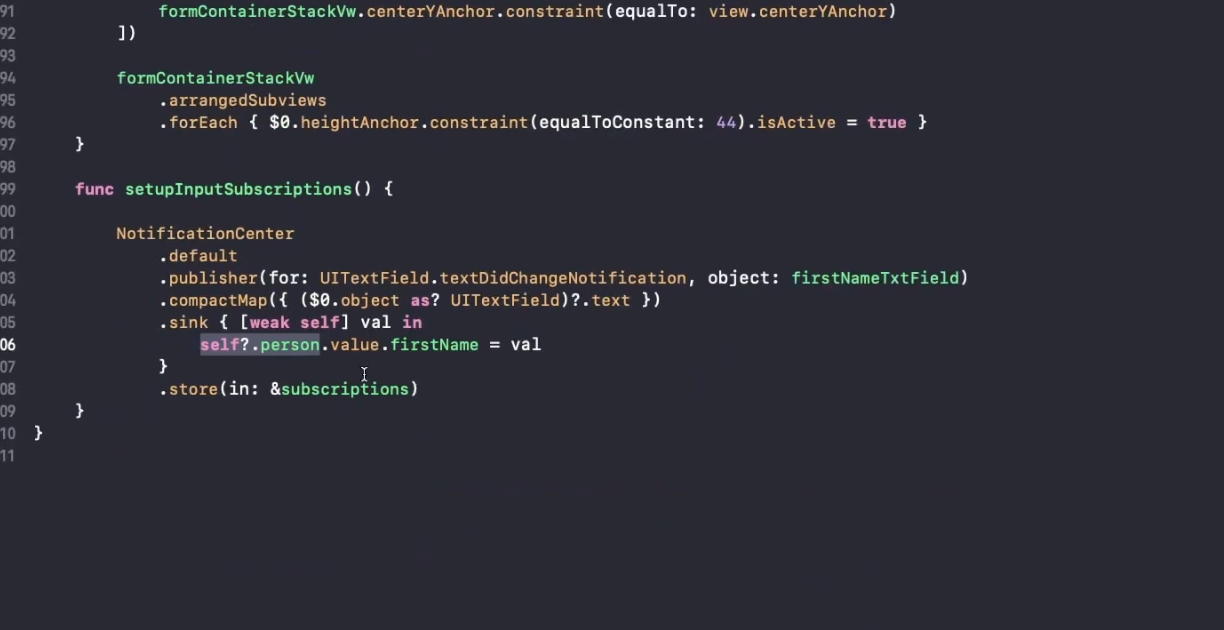 91 formContainerStackVw.centerYAnchor.constraint(equalTo: view.centerYAnchor)
92 ])
93
94 formContainerStackVw
95 .arrangedSubviews
96 .forEach { $0.heightAnchor.constraint(equalToConstant: 44).isActive = true }
97 }
98
99 func setupInputSubscriptions() {
00
01 NotificationCenter
02 .default
03 .publisher(for: UITextField.textDidChangeNotification, object: firstNameTxtField)
04 .compactMap({ ($0.object as? UITextField)?.text })
05 .sink { [weak self] val in
06 self?.person.value.firstName = val
07 }
08 .store(in: &subscriptions)
09 }
10 }
11